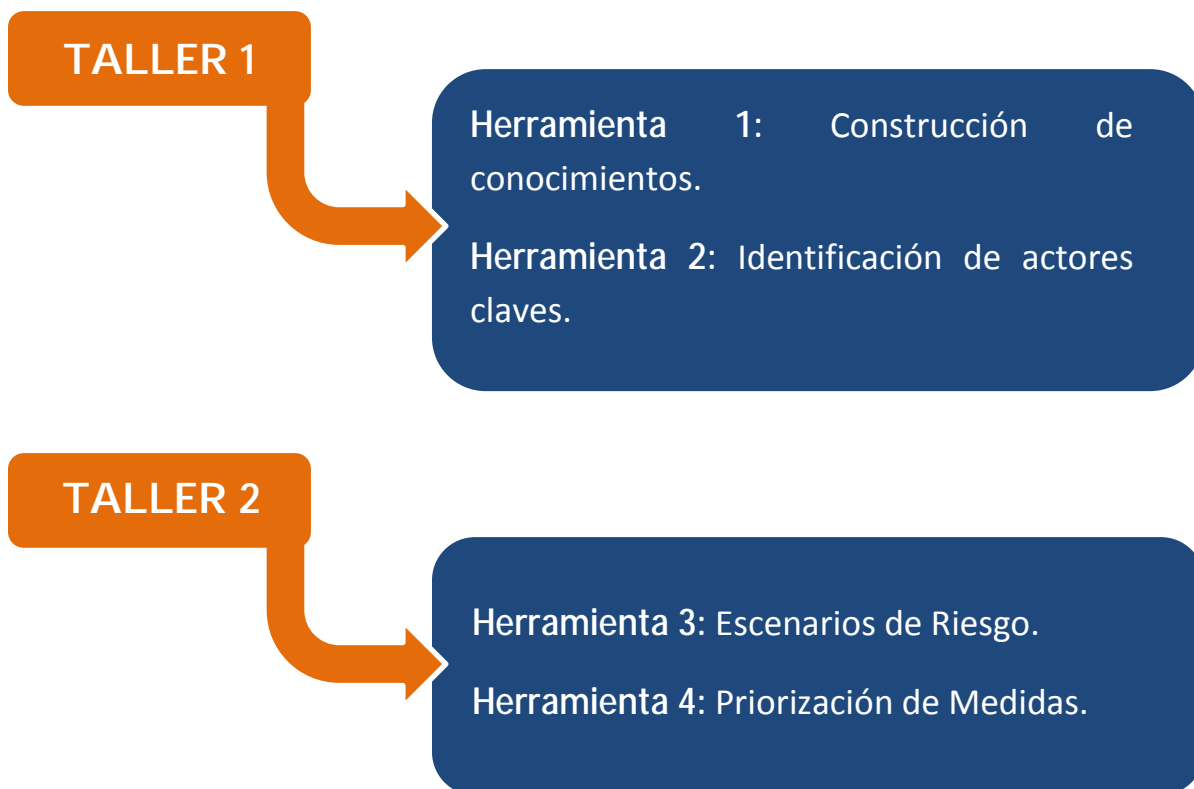 TALLER 1
Herramienta 1: Construcción de
conocimientos.
Herramienta 2: Identificación de actores
claves.
TALLER 2
Herramienta 3: Escenarios de Riesgo.
Herramienta 4: Priorización de Medidas.